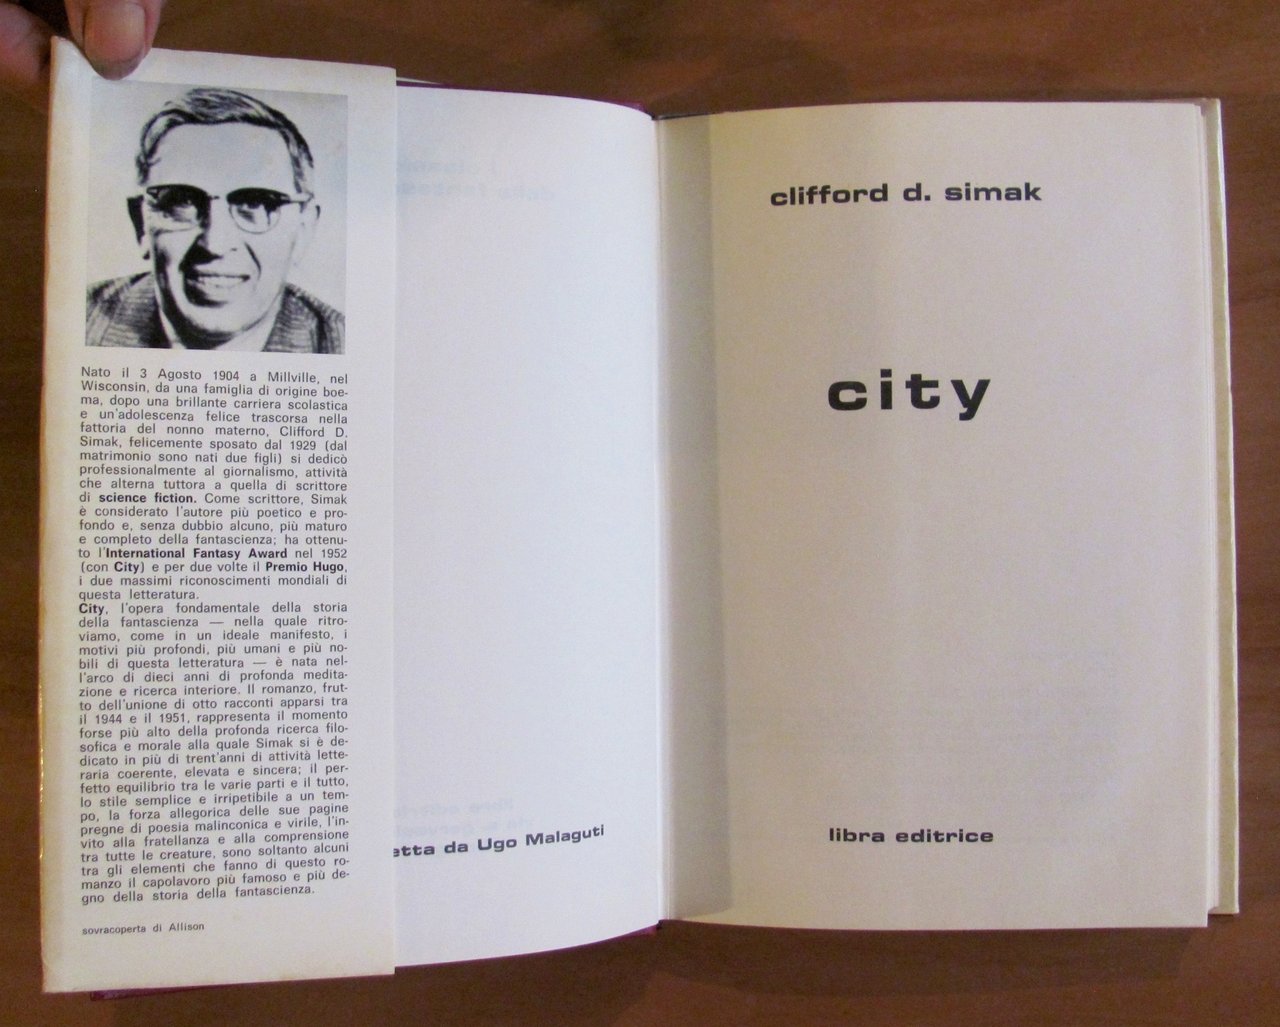 Nato il 3 Agosto 1904 a Millville, nel
Wisconsin, da una famiglia di origine boe-
ma, dopo una brillante carriera scolastica
e un'adolescenza felice trascorsa nella
fattoria del nonno materno, Clifford D.
Simak, felicemente sposato dal 1929 (dal
matrimonio sono nati due figli) si dedicò
professionalmente al giornalismo, attività
che alterna tuttora a quella di scrittore
di science fiction. Come scrittore, Simak
è considerato l'autore più poetico e pro-
fondo e, senza dubbio alcuno, più maturo
e completo della fantascienza; ha ottenu-
to l'International Fantasy Award nel 1952
(con City) e per due volte il Premio Hugo,
i due massimi riconoscimenti mondiali di
questa letteratura.
City, l'opera fondamentale della storia
della fantascienza — nella quale ritro-
viamo, come in un ideale manifesto, i
motivi più profondi, più umani e più no-
bili di questa letteratura — è nata nel-
l'arco di dieci anni di profonda medita-
zione e ricerca interiore. Il romanzo, frut-
to dell'unione di otto racconti apparsi tra
il 1944 e il 1951, rappresenta il momento
forse più alto della profonda ricerca filo-
sofica e morale alla quale Simak si è de-
dicato in più di trent'anni di attività lette-
raria coerente, elevata e sincera; il per-
fetto equilibrio tra le varie parti e il tutto,
lo stile semplice e irripetibile a un tem-
po, la forza allegorica delle sue pagine
pregne di poesia malinconica e virile, l'in-
vito alla fratellanza e alla comprensione
tra tutte le creature, sono soltanto alcuni
tra gli elementi che fanno di questo ro-
manzo il capolavoro più famoso e più de-
gno della storia della fantascienza.
sovracoperta di Allison
etta da Ugo Malaguti
clifford d. simak
city
libra editrice